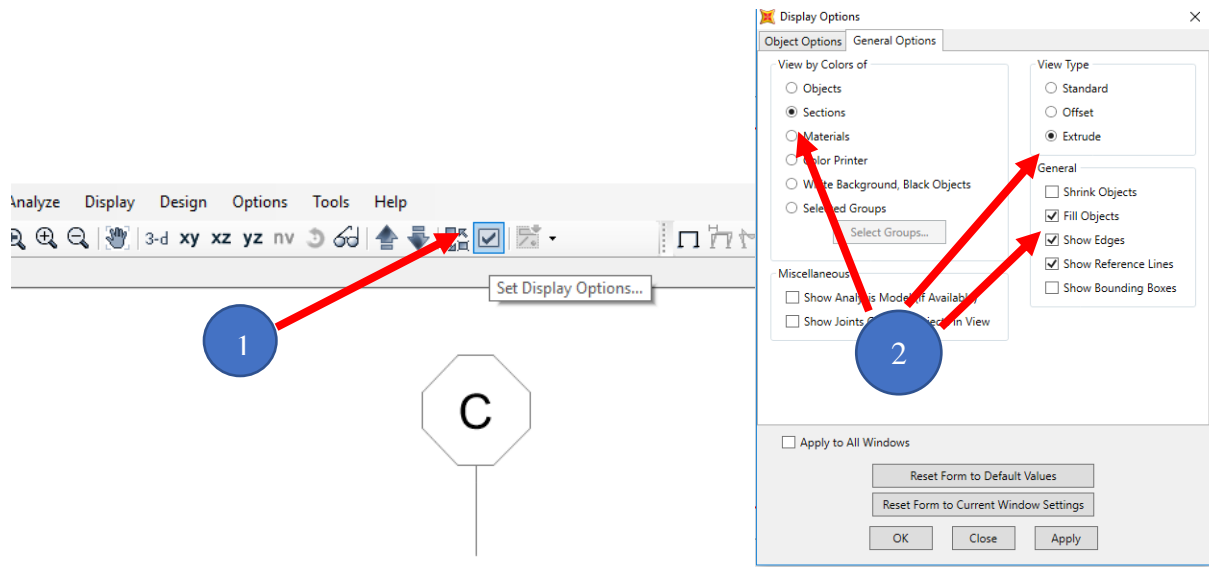 Analyze Display Design Options Tools Help
3-d xy xz yz nv
Set Display Options...
1
C
Display Options
Object Options General Options
View by Colors of
Objects
Sections
Materials
Color Printer
White Background, Black Objects
Selected Groups
Select Groups...
Miscellaneous
Show Analysis Model (If Available)
Show Joints Objects In View
View Type
Standard
Offset
Extrude
General
Shrink Objects
Fill Objects
Show Edges
Show Reference Lines
Show Bounding Boxes
2
Apply to All Windows
Reset Form to Default Values
Reset Form to Current Window Settings
OK Close Apply